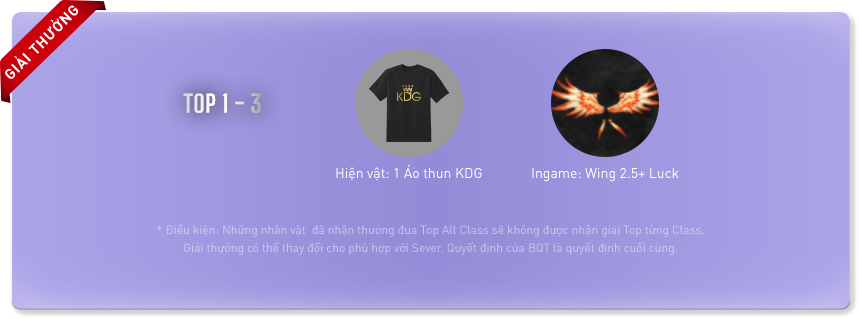 GIẢI THƯỞNG
TOP 1 - 3
KDG
Hiện vật: 1 Áo thun KDG
Ingame: Wing 2.5+ Luck
* Điều kiện: Những nhân vật đã nhận thưởng đua Top All Class sẽ không được nhận giải Top từng Class.
Giải thưởng có thể thay đổi cho phù hợp với Sever. Quyết định của BQT là quyết định cuối cùng.